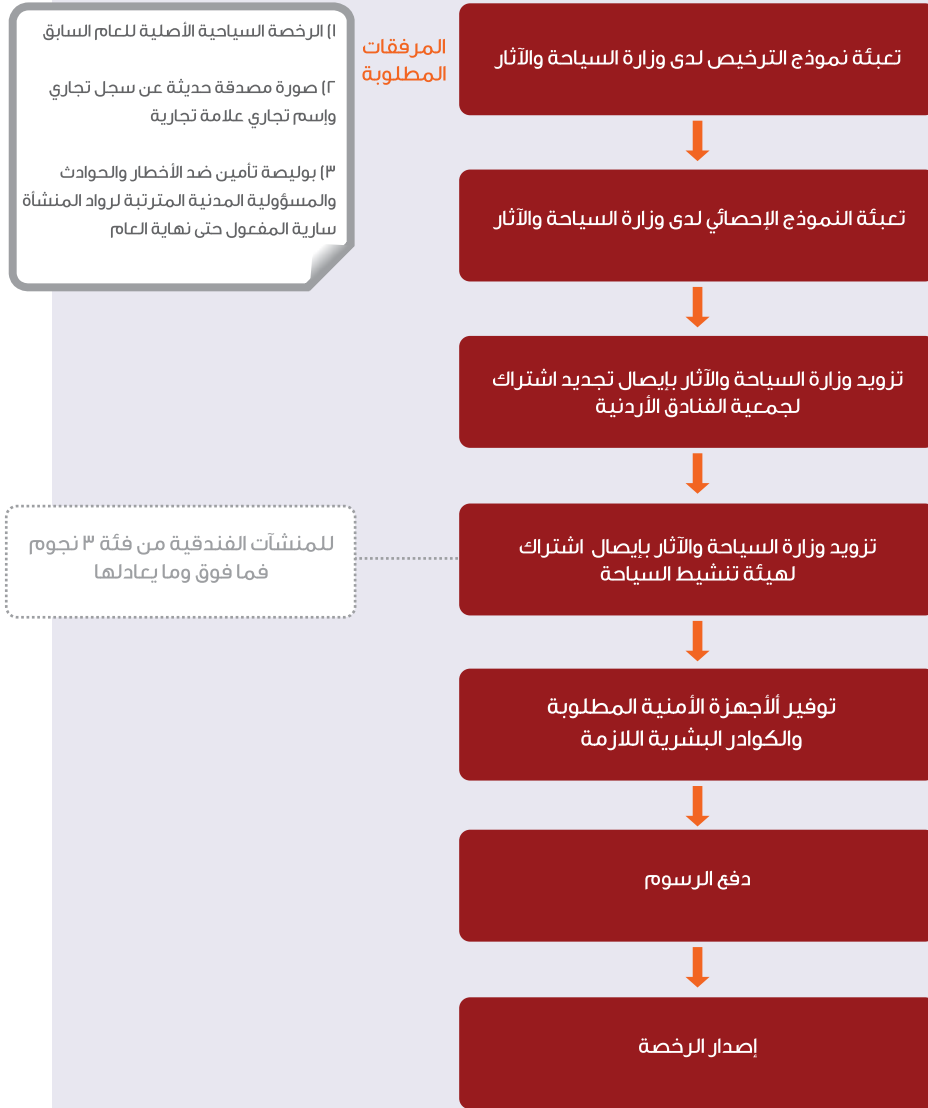 تعبئة نموذج الترخيص لدى وزارة السياحة والآثار
المرفقات
المطلوبة
١) الرخصة السياحية الأصلية للعام السابق
٢) صورة مصدقة حديثة عن سجل تجاري
وإسم تجاري علامة تجارية
٣) بوليصة تأمين ضد الأخطار والحوادث
والمسؤولية المدنية المترتبة لرواد المنشأة
سارية المفعول حتى نهاية العام
تعبئة النموذج الإحصائي لدى وزارة السياحة والآثار
تزويد وزارة السياحة والآثار بإيصال تجديد اشتراك
لجمعية الفنادق الأردنية
تزويد وزارة السياحة والآثار بإيصال اشتراك
لهيئة تنشيط السياحة
للمنشآت الفندقية من فئة ٣ نجوم
فما فوق وما يعادلها
توفير ألأجهزة الأمنية المطلوبة
والكوادر البشرية اللازمة
دفع الرسوم
إصدار الرخصة